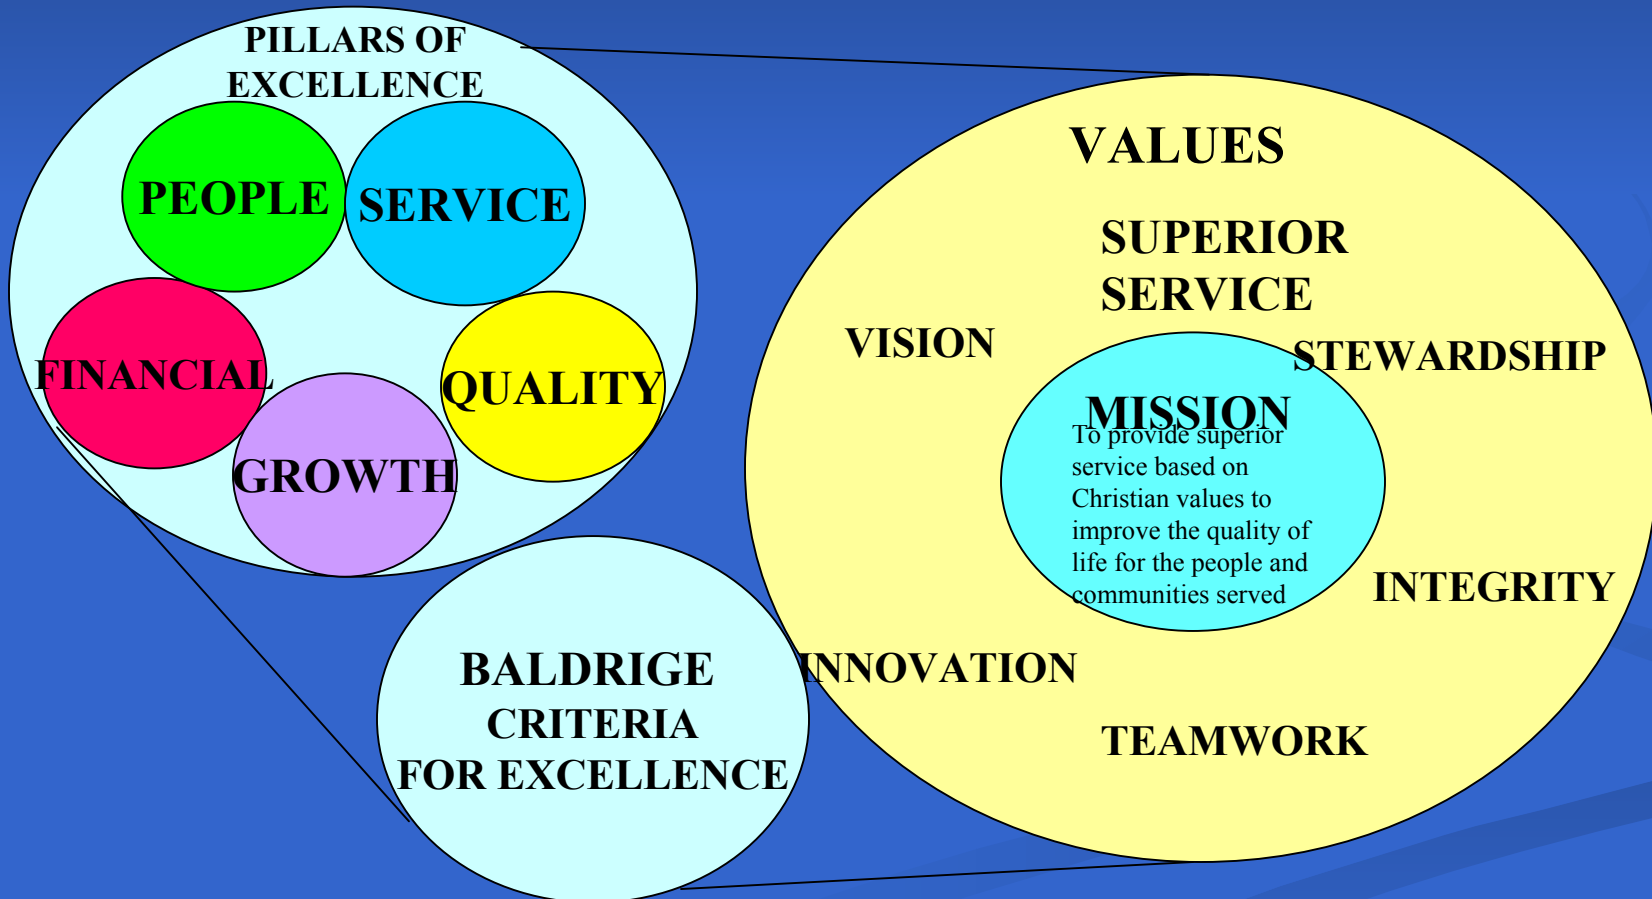 PILLARS OF
EXCELLENCE
PEOPLE
SERVICE
FINANCIAL
QUALITY
GROWTH
BALDRIGE
CRITERIA
FOR EXCELLENCE
VALUES
SUPERIOR
SERVICE
VISION
STEWARDSHIP
MISSION
To provide superior
service based on
Christian values to
improve the quality of
life for the people and
communities served
INTEGRITY
INNOVATION
TEAMWORK